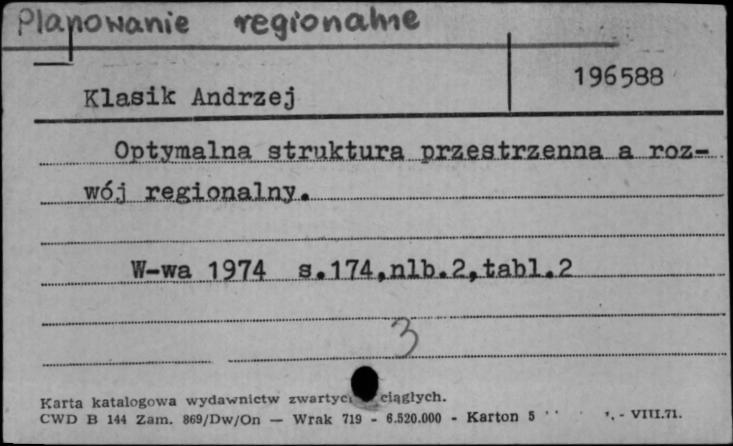 Planowanie regionalne
196588
Klasik Andrzej
Optymalna struktura przestrzenna a roz-
wój regionalny.
W-wa 1974 s.174,nlb.2,tabl.2
3
Karta katalogowa wydawnictw ciągłych.
CWD B 144 Zam. 869/Dw/On — Wrak 719 - 6.520.000 - Karton 5 - VIII.71.